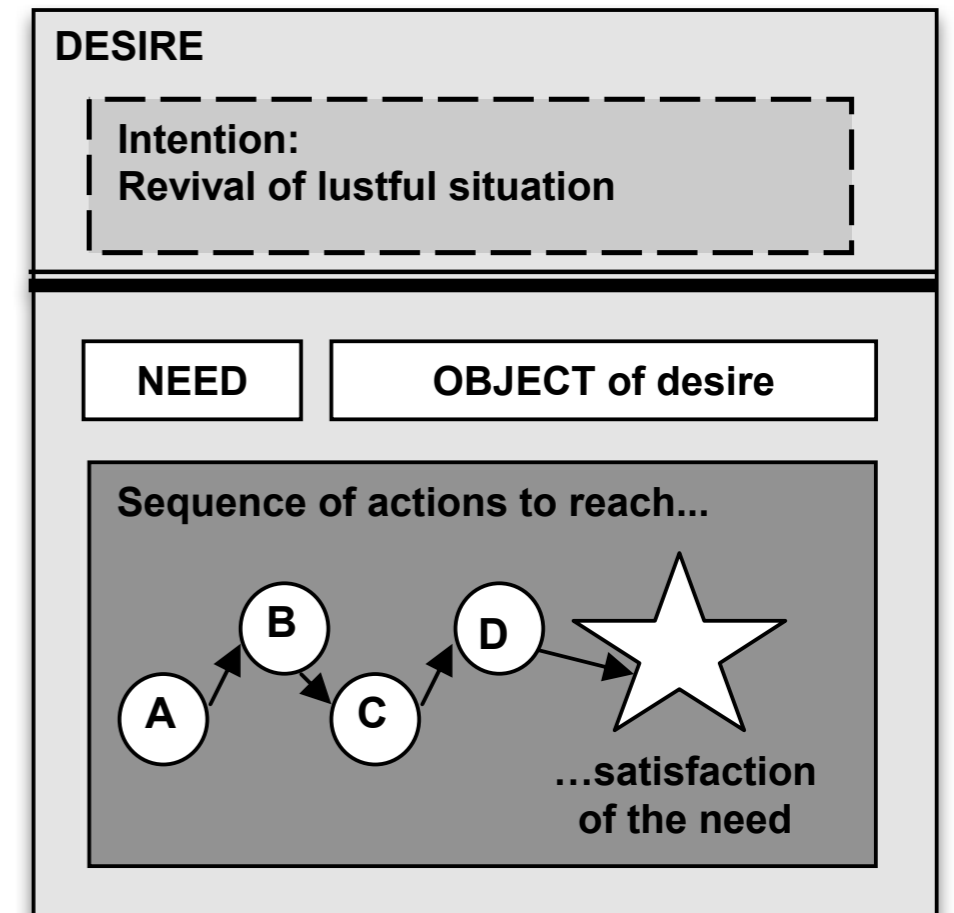 DESIRE
Intention:
Revival of lustful situation
NEED
OBJECT of desire
Sequence of actions to reach...
A
B
C
D
...satisfaction
of the need